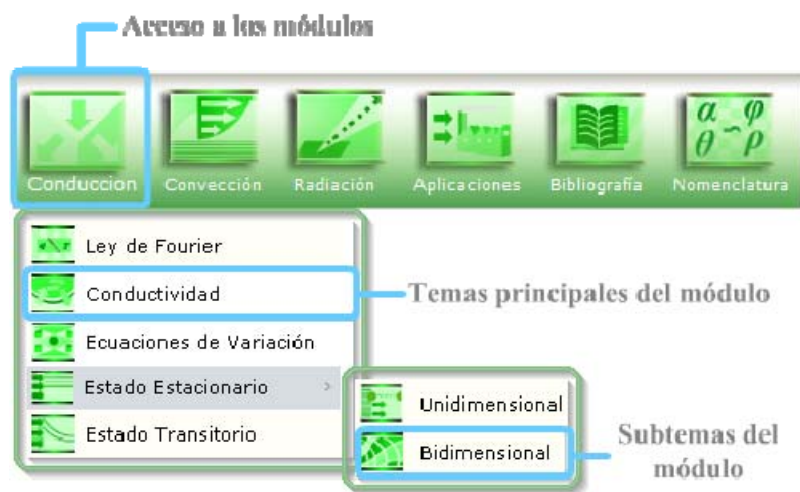 Acceso a los módulos
Conduccion
Convección
Radiación
Aplicaciones
Bibliografía
α φ
θ ~ ρ
Nomenclatura
Ley de Fourier
Conductividad
Temas principales del módulo
Ecuaciones de Variación
Estado Estacionario >
Estado Transitorio
Unidimensional
Bidimensional
Subtemas del
módulo